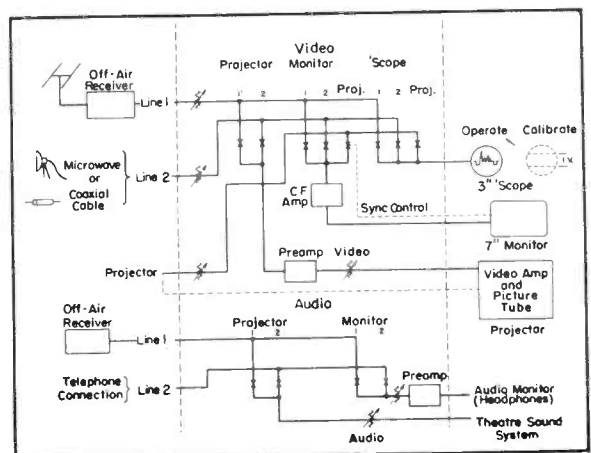 Video
Projector Monitor 'Scope
1 2 1 2 Proj. 1 2 Proj.
Off-Air
Receiver
Line 1
Microwave
or
Coaxial
Cable
Line 2
Operate Calibrate
1 V.
3" 'Scope
C F
Amp
Sync Control
7" Monitor
Projector
Preamp Video
Video Amp
and
Picture
Tube
Projector
Audio
Off-Air
Receiver
Line 1
Projector Monitor
1 2 1 2
Telephone
Connection
Line 2
Preamp
Audio Monitor
(Headphones)
Theatre Sound
System
Audio